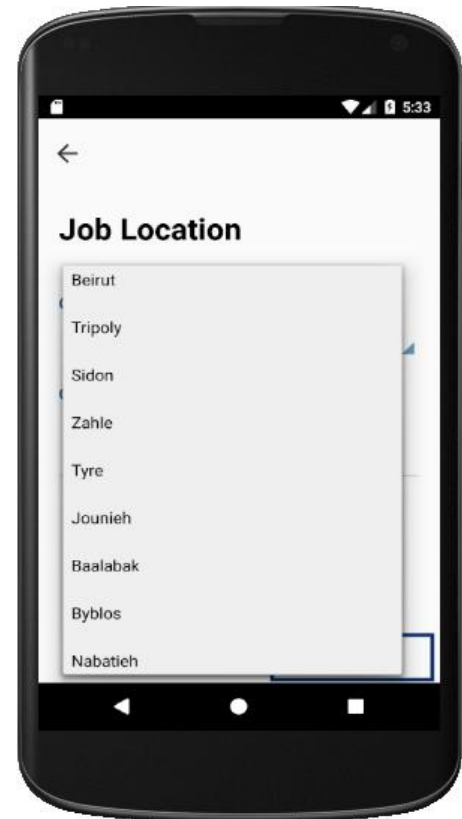 5:33
Job Location
Beirut
Tripoly
Sidon
Zahle
Tyre
Jounieh
Baalabak
Byblos
Nabatieh